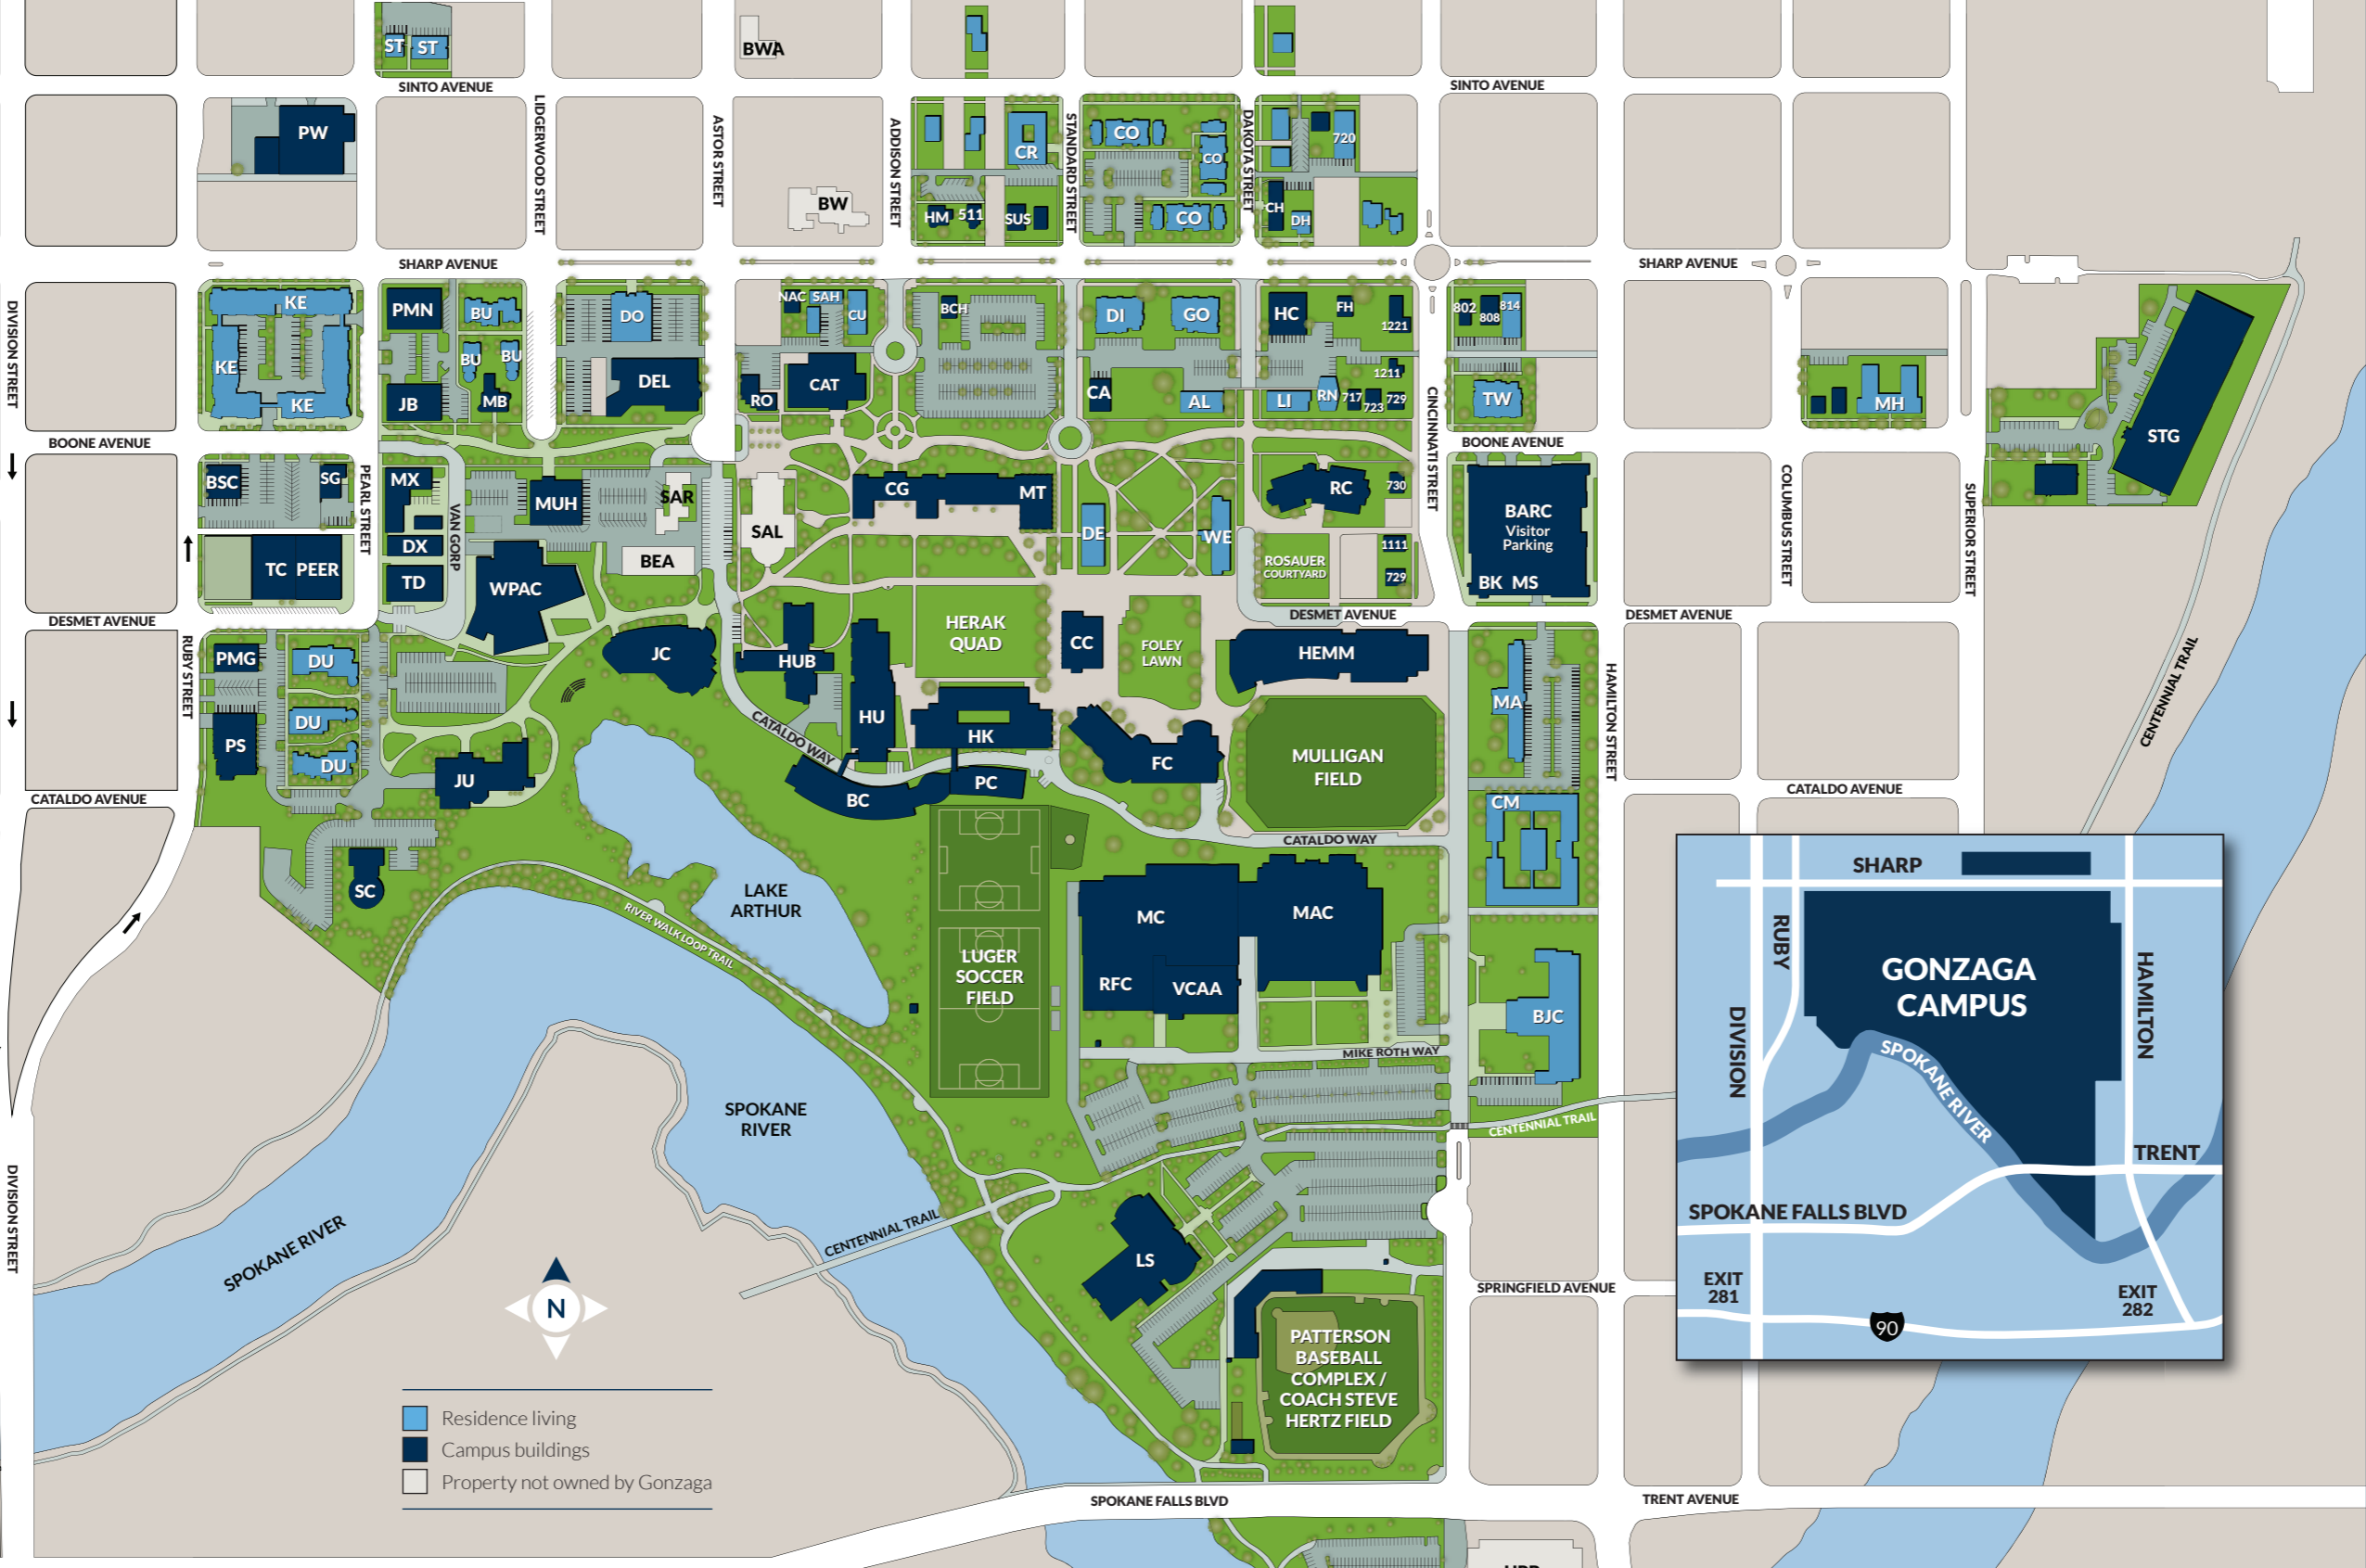 ST
ST
BWA
SINTO AVENUE
SINTO AVENUE
PW
LIDGERWOOD STREET
ASTOR STREET
ADDISON STREET
STANDARD STREET
DAKOTA STREET
CR
CO
CO
CO
720
BW
HM
511
SUS
CH
DH
SHARP AVENUE
SHARP AVENUE
DIVISION STREET
KE
KE
KE
PMN
BU
BU
BU
JB
MB
DO
DEL
NAC
SAH
CU
RO
CAT
BCH
DI
GO
CA
AL
HC
FH
1221
1211
LI
RN
717
723
729
802
808
814
TW
CINCINNATI STREET
MH
STG
BOONE AVENUE
BOONE AVENUE
BSC
SG
PEARL STREET
MX
DX
TD
VAN GORP
MUH
SAR
SAL
BEA
CG
MT
DE
WE
RC
730
1111
729
ROSAUER
COURTYARD
BARC
Visitor
Parking
BK MS
COLUMBUS STREET
SUPERIOR STREET
TC PEER
WPAC
DESMET AVENUE
DESMET AVENUE
DESMET AVENUE
RUBY STREET
PMG
DU
DU
DU
PS
JU
JC
HUB
HU
HERAK
QUAD
CC
FOLEY
LAWN
HEMM
HK
FC
PC
BC
CATALDO WAY
MULLIGAN
FIELD
MA
HAMILTON STREET
CENTENNIAL TRAIL
CATALDO AVENUE
CATALDO AVENUE
CM
CATALDO WAY
SC
LAKE
ARTHUR
RIVER WALK LOOP TRAIL
LUGER
SOCCER
FIELD
MC
MAC
RFC
VCAA
BJC
MIKE ROTH WAY
SPOKANE
RIVER
CENTENNIAL TRAIL
CENTENNIAL TRAIL
DIVISION STREET
SPOKANE RIVER
LS
SPRINGFIELD AVENUE
PATTERSON
BASEBALL
COMPLEX /
COACH STEVE
HERTZ FIELD
N
Residence living
Campus buildings
Property not owned by Gonzaga
SPOKANE FALLS BLVD
TRENT AVENUE
SHARP
RUBY
DIVISION
GONZAGA
CAMPUS
HAMILTON
SPOKANE RIVER
TRENT
SPOKANE FALLS BLVD
EXIT
281
EXIT
282
90